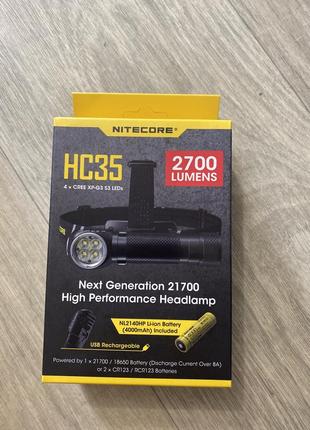 NITECORE®
HC35
4 x CREE XP-G3 S3 LEDs
2700
LUMENS
Next Generation 21700
High Performance Headlamp
NL2140HP Li-ion Battery
(4000mAh) Included
USB Rechargeable
Powered by 1 x 21700 / 18650 Battery (Discharge Current Over 8A)
or 2 x CR123 / RCR123 Batteries